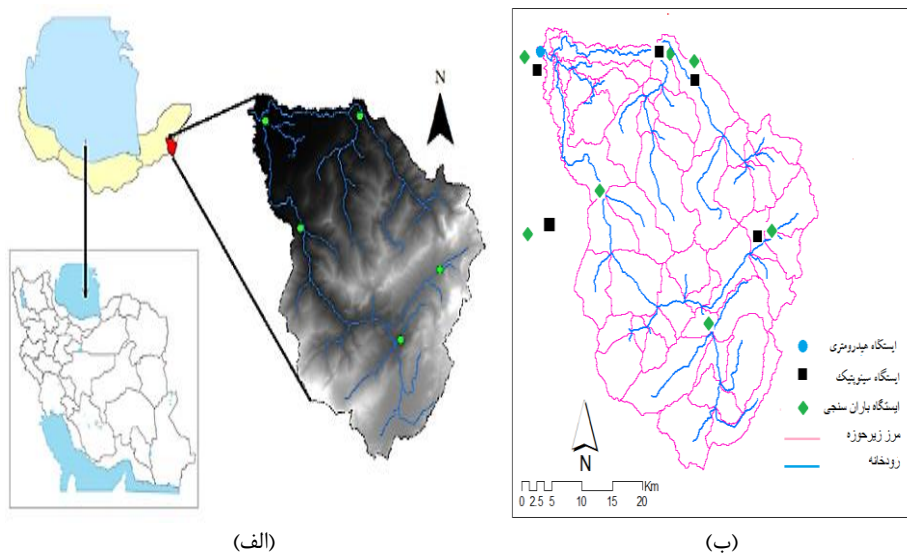 N
ایستگاه هیدرومتری
ایستگاه سینوپتیک
ایستگاه باران سنجی
مرز زیرحوزه
رودخانه
N
Km
0 2.5 5 10 15 20
(الف)
(ب)